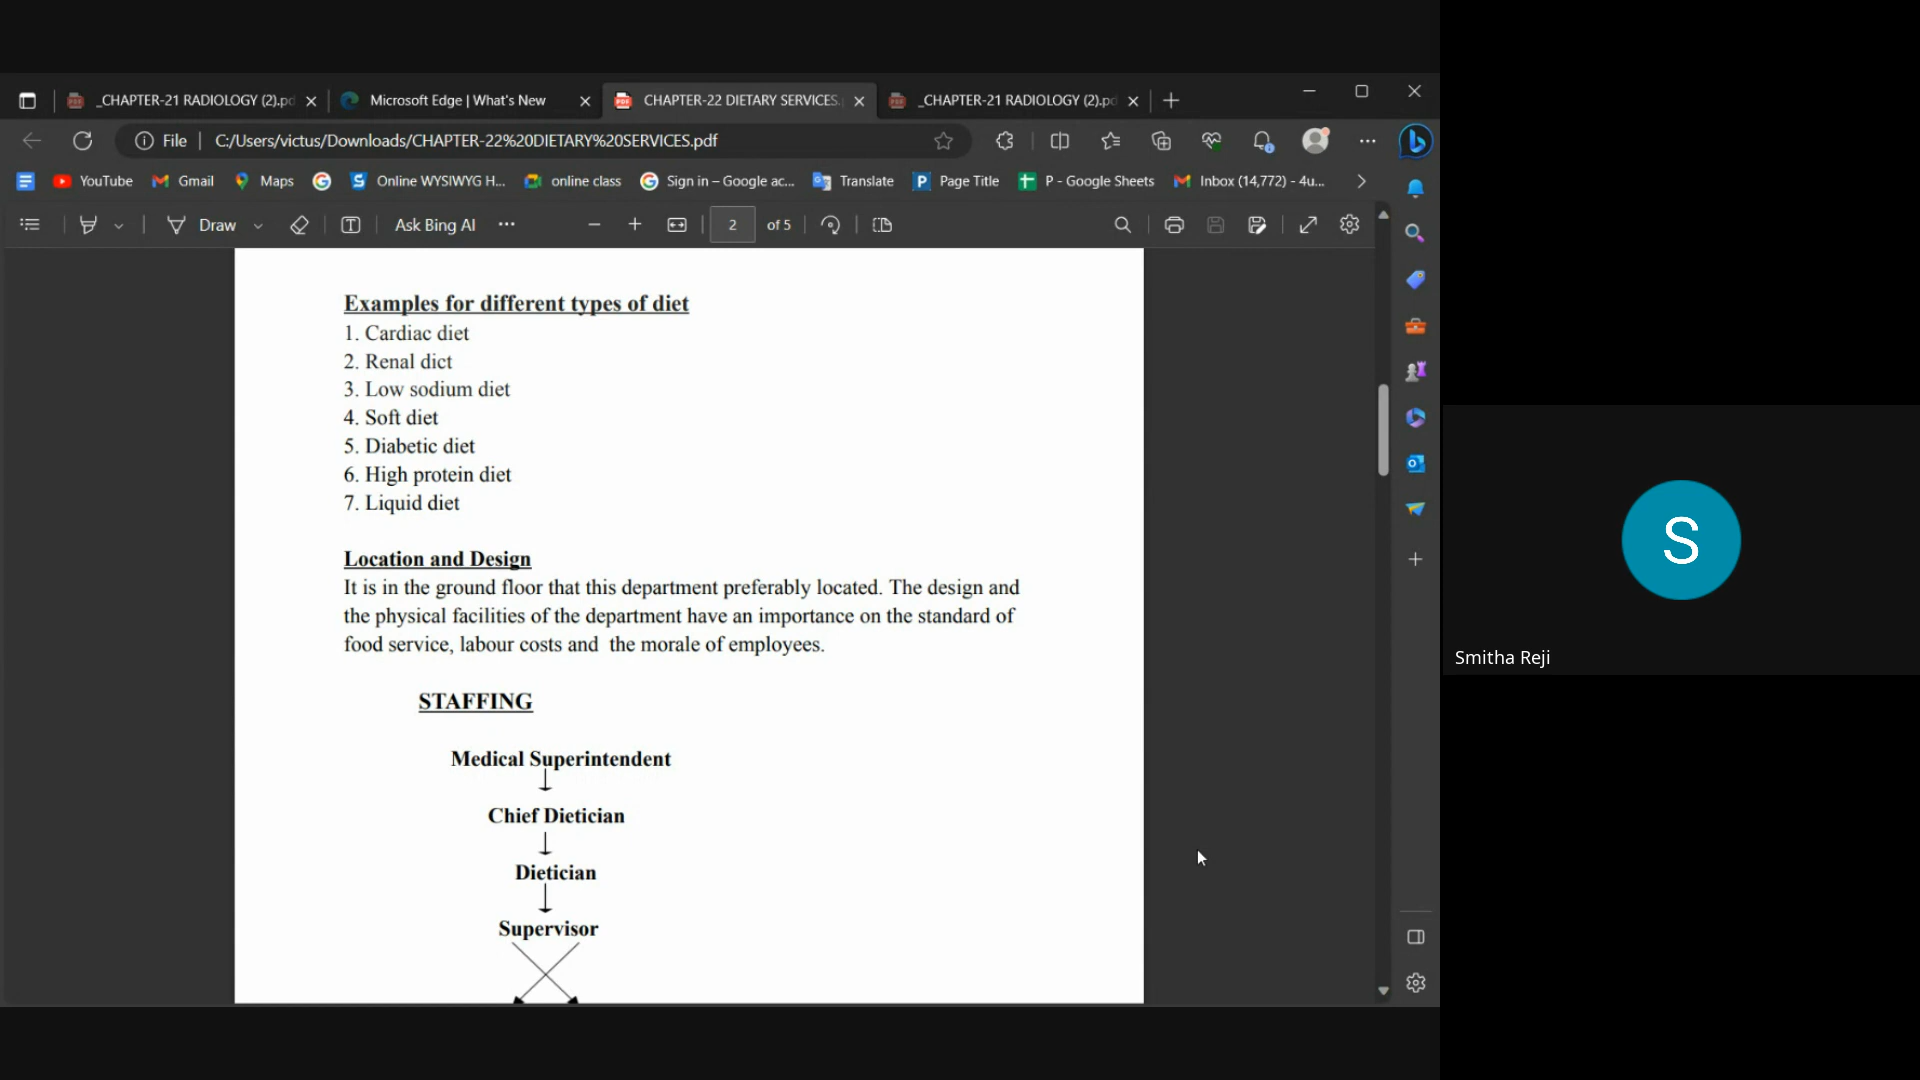 _CHAPTER-21 RADIOLOGY (2).pd
Microsoft Edge | What's New
CHAPTER-22 DIETARY SERVICES.
_CHAPTER-21 RADIOLOGY (2).pd
File
C:/Users/victus/Downloads/CHAPTER-22%20DIETARY%20SERVICES.pdf
YouTube
Gmail
Maps
Online WYSIWYG H...
online class
Sign in – Google ac...
Translate
Page Title
P - Google Sheets
Inbox (14,772) - 4u...
Draw
Ask Bing AI
2
of 5
Examples for different types of diet
1. Cardiac diet
2. Renal dict
3. Low sodium diet
4. Soft diet
5. Diabetic diet
6. High protein diet
7. Liquid diet
Location and Design
It is in the ground floor that this department preferably located. The design and
the physical facilities of the department have an importance on the standard of
food service, labour costs and  the morale of employees.
STAFFING
Medical Superintendent
Chief Dietician
Dietician
Supervisor
S
Smitha Reji